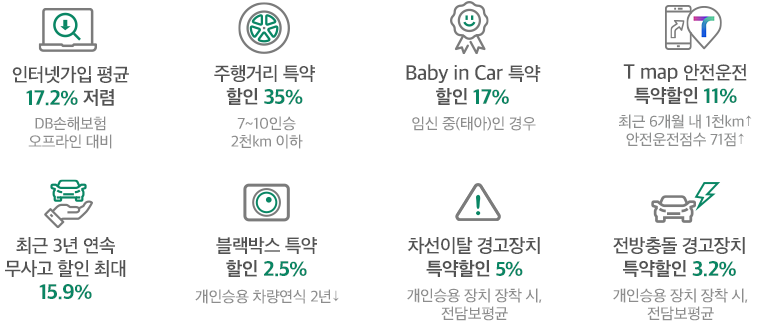 인터넷가입 평균
17.2% 저렴
DB손해보험
오프라인 대비
주행거리 특약
할인 35%
7~10인승
2천km 이하
Baby in Car 특약
할인 17%
임신 중(태아)인 경우
T
T map 안전운전
특약할인 11%
최근 6개월 내 1천km↑
안전운전점수 71점↑
최근 3년 연속
무사고 할인 최대
15.9%
블랙박스 특약
할인 2.5%
개인승용 차량연식 2년↓
차선이탈 경고장치
특약할인 5%
개인승용 장치 장착 시,
전담보평균
전방충돌 경고장치
특약할인 3.2%
개인승용 장치 장착 시,
전담보평균